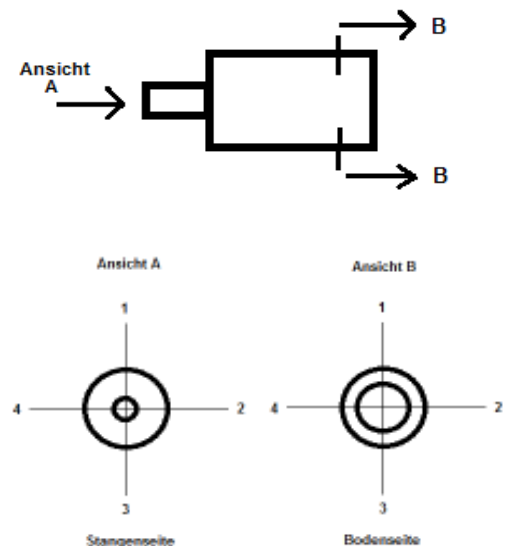 B
Ansicht
A
B
Ansicht A
Ansicht B
1
1
4
2
4
2
3
3
Stangenseite
Bodenseite